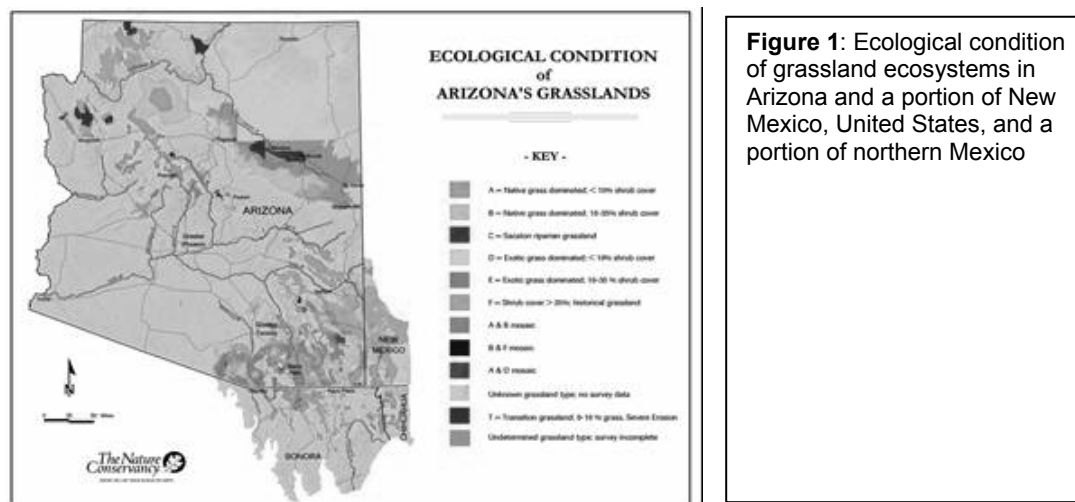 ECOLOGICAL CONDITION
of
ARIZONA'S GRASSLANDS
- KEY -
A = Native grass dominated; < 10% shrub cover
B = Native grass dominated; 10-35% shrub cover
C = Sacaton riparian grassland
D = Exotic grass dominated; < 10% shrub cover
E = Exotic grass dominated; 10-35 % shrub cover
F = Shrub cover > 35%; historical grassland
A & B mosaic
B & F mosaic
A & D mosaic
Unknown grassland type; no survey data
T = Transition grassland; 0-10 % grass, Severe Erosion
Undetermined grassland type; survey incomplete
ARIZONA
NEW
MEXICO
SONORA
CHIHUAHUA
N
Miles
The Nature
Conservancy
Figure 1: Ecological condition
of grassland ecosystems in
Arizona and a portion of New
Mexico, United States, and a
portion of northern Mexico